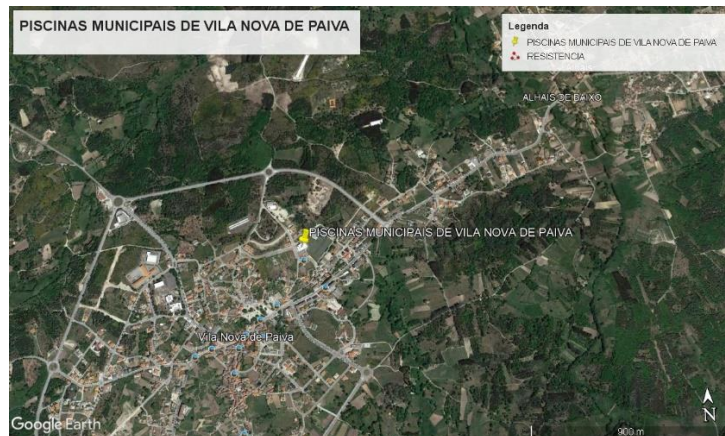 PISCINAS MUNICIPAIS DE VILA NOVA DE PAIVA
Legenda
PISCINAS MUNICIPAIS DE VILA NOVA DE PAIVA
RESISTENCIA
ALHAIS DE BAIXO
PISCINAS MUNICIPAIS DE VILA NOVA DE PAIVA
Vila Nova de Paiva
Google Earth
900 m
N